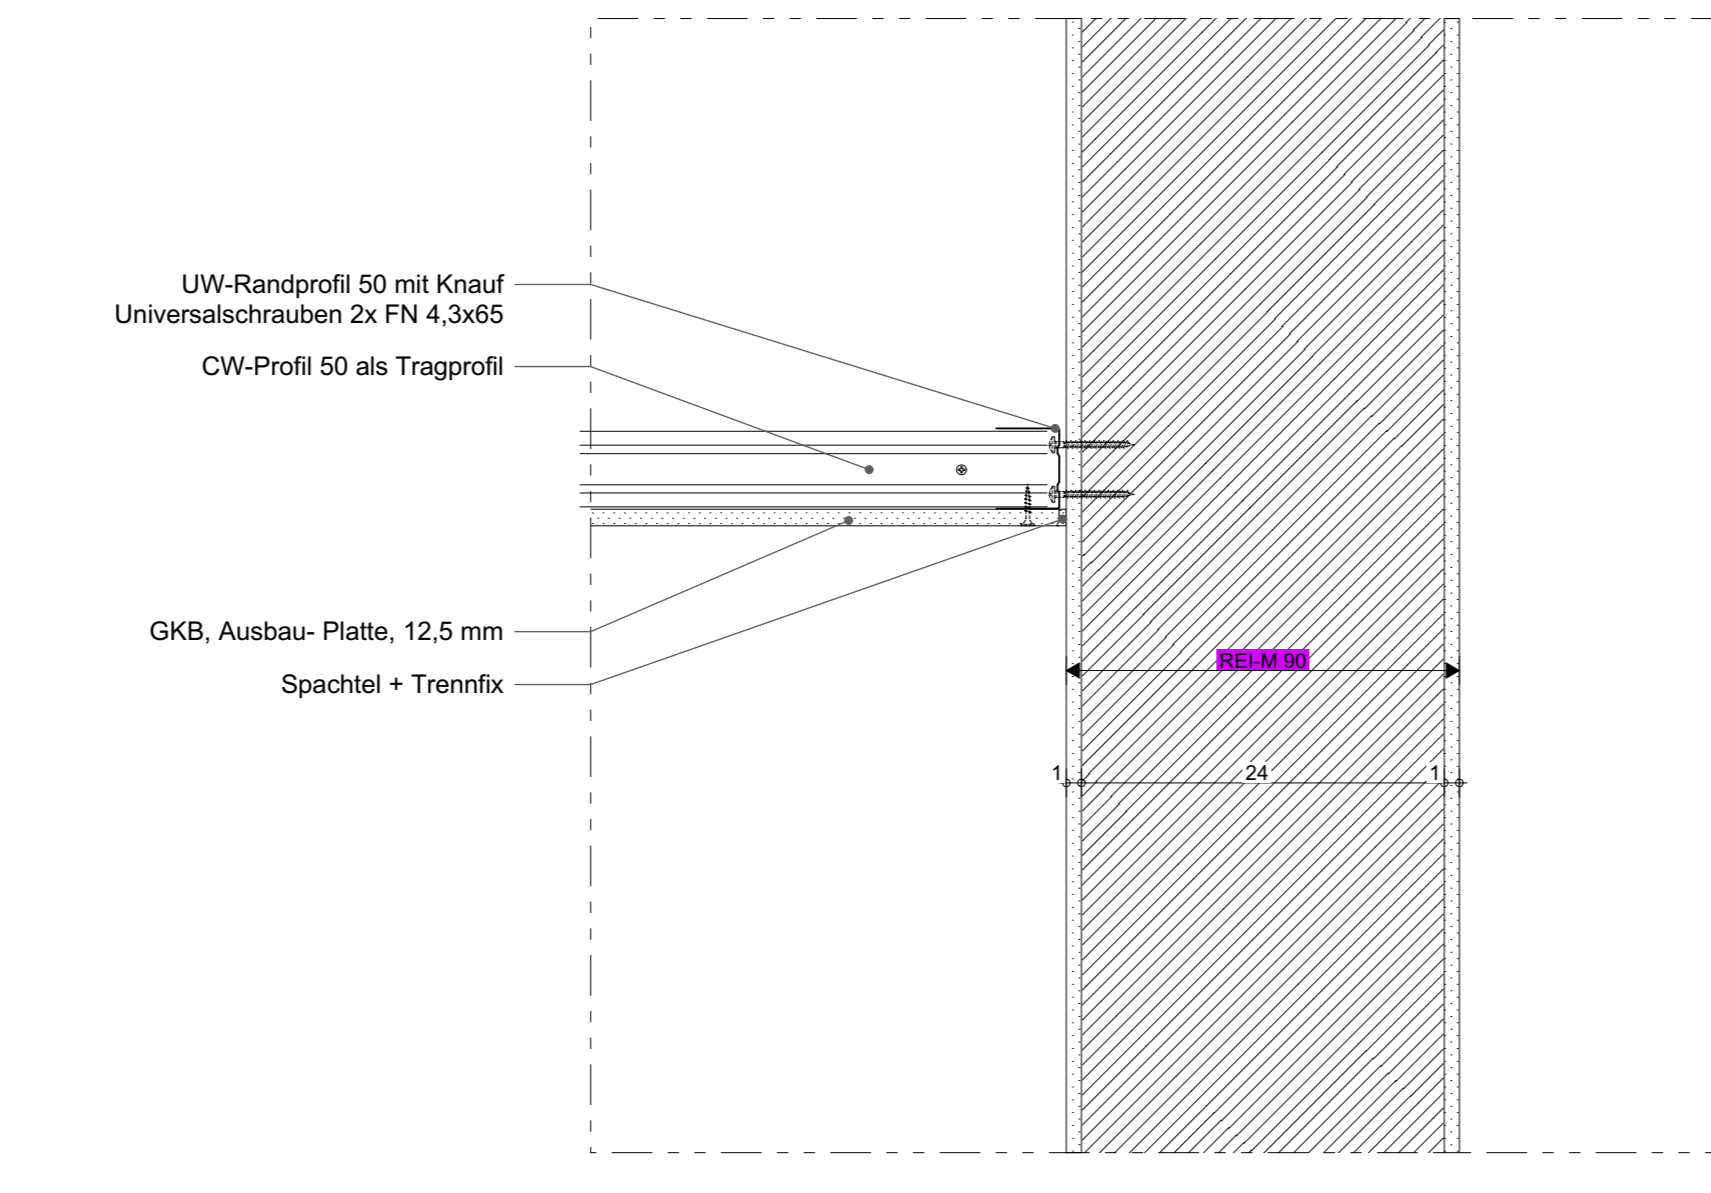 UW-Randprofil 50 mit Knauf
Universalschrauben 2x FN 4,3x65
CW-Profil 50 als Tragprofil
GKB, Ausbau- Platte, 12,5 mm
Spachtel + Trennfix
REI-M 90
1 24 1